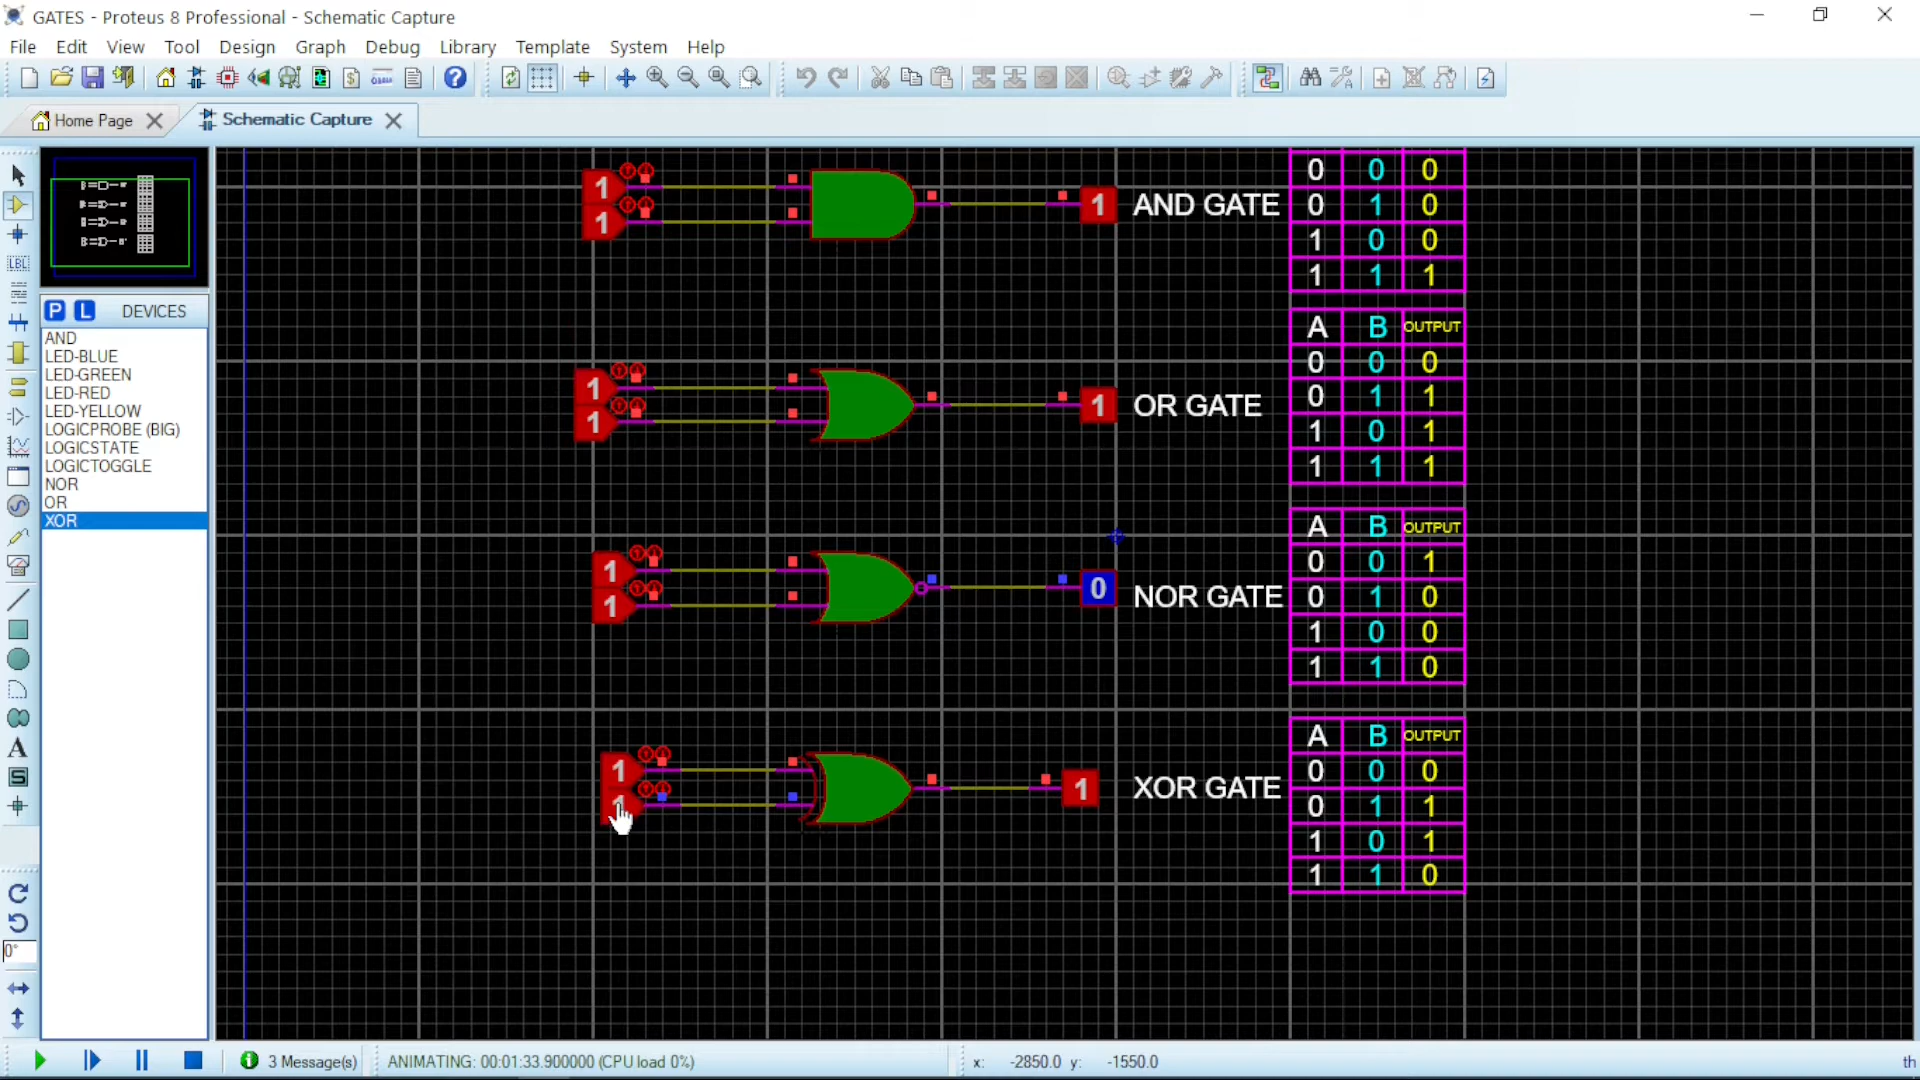 GATES - Proteus 8 Professional - Schematic Capture
File Edit View Tool Design Graph Debug Library Template System Help
Home Page
Schematic Capture
LBL
A
S
0°
P L DEVICES
AND
LED-BLUE
LED-GREEN
LED-RED
LED-YELLOW
LOGICPROBE (BIG)
LOGICSTATE
LOGICTOGGLE
NOR
OR
XOR
1
1
1
AND GATE
0 0 0
0 1 0
1 0 0
1 1 1
1
1
1
OR GATE
A B OUTPUT
0 0 0
0 1 1
1 0 1
1 1 1
1
1
0
NOR GATE
A B OUTPUT
0 0 1
0 1 0
1 0 0
1 1 0
1
1
1
XOR GATE
A B OUTPUT
0 0 0
0 1 1
1 0 1
1 1 0
3 Message(s)
ANIMATING: 00:01:33.900000 (CPU load 0%)
x: -2850.0 y: -1550.0
th